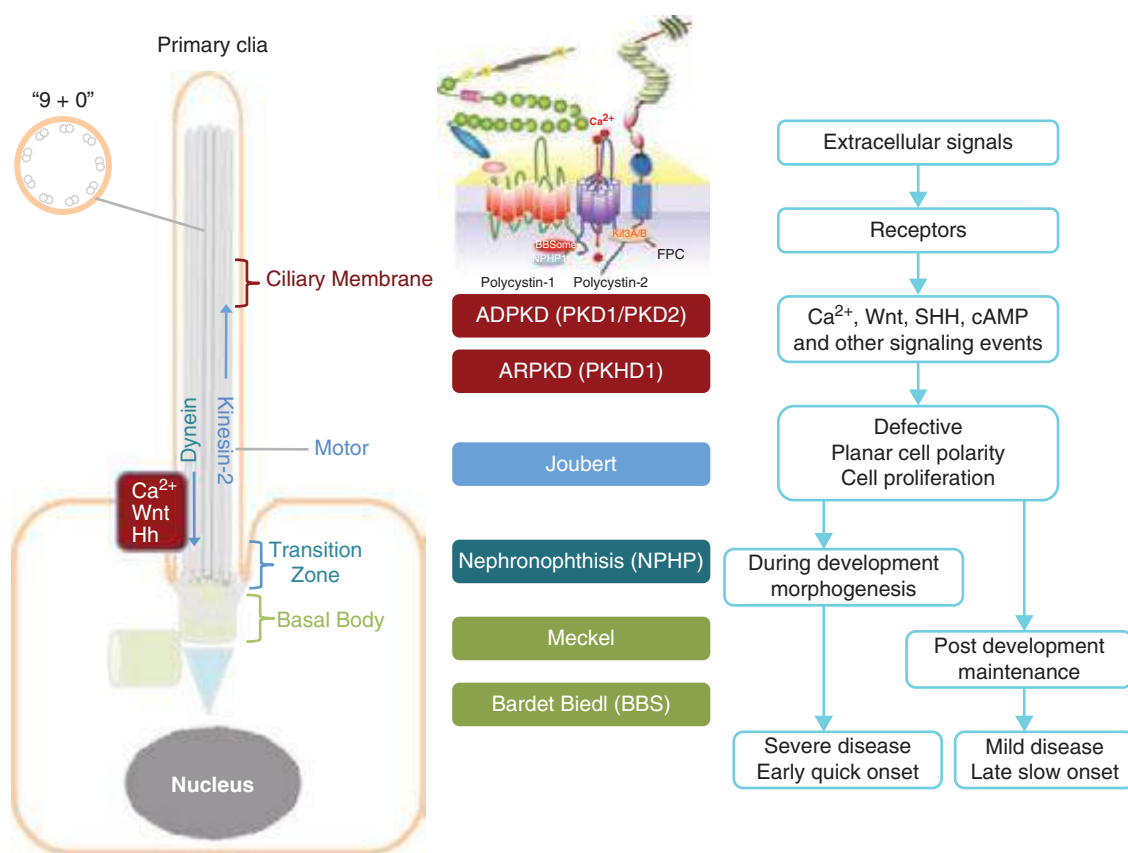 Primary clia
“9 + 0”
Ciliary Membrane
Dynein
Kinesin-2
Motor
Ca²⁺
Wnt
Hh
Transition
Zone
Basal Body
Nucleus
Ca²⁺
BBSome
NPHP1
Kif3A/B
FPC
Polycystin-1
Polycystin-2
ADPKD (PKD1/PKD2)
ARPKD (PKHD1)
Joubert
Nephronophthisis (NPHP)
Meckel
Bardet Biedl (BBS)
Extracellular signals
Receptors
Ca²⁺, Wnt, SHH, cAMP
and other signaling events
Defective
Planar cell polarity
Cell proliferation
During development
morphogenesis
Post development
maintenance
Severe disease
Early quick onset
Mild disease
Late slow onset